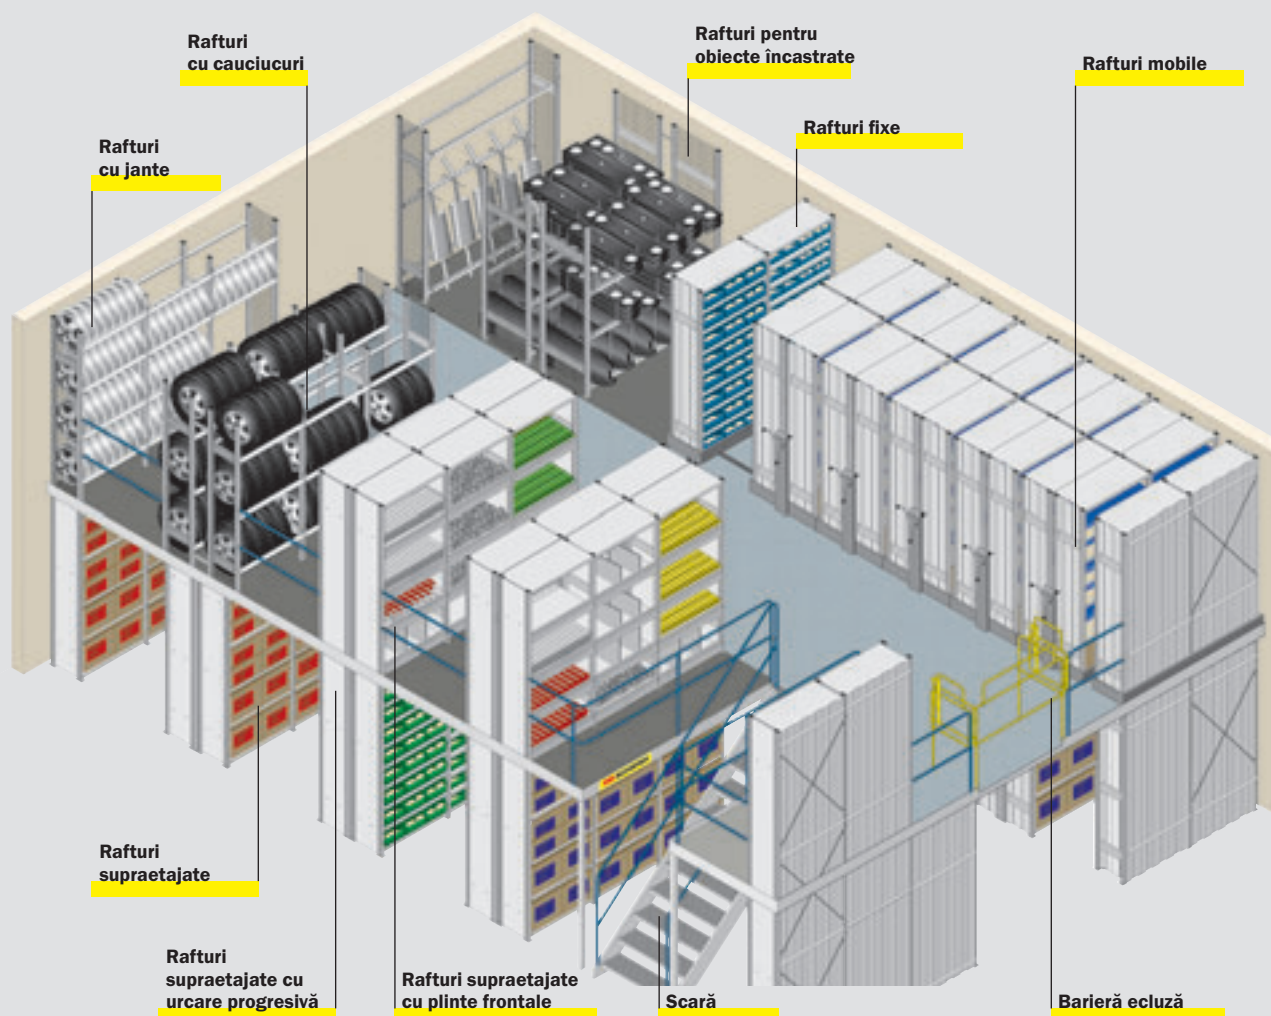 Rafturi
cu cauciucuri
Rafturi pentru
obiecte încastrate
Rafturi mobile
Rafturi fixe
Rafturi
cu jante
Rafturi
supraetajate
Rafturi
supraetajate cu
urcare progresivă
Rafturi supraetajate
cu plinte frontale
Scară
Barieră ecluză